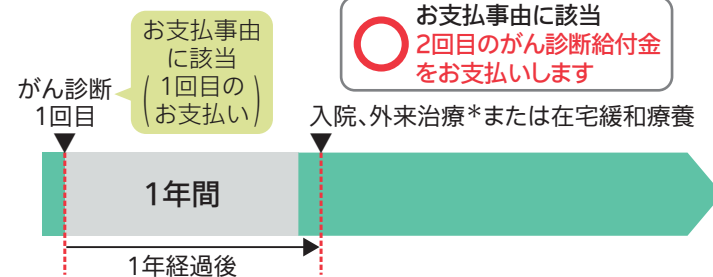 お支払事由に該当
2回目のがん診断給付金
をお支払いします
お支払事由
に該当
(1回目の
お支払い)
がん診断
1回目
入院、外来治療*または在宅緩和療養
1年間
1年経過後